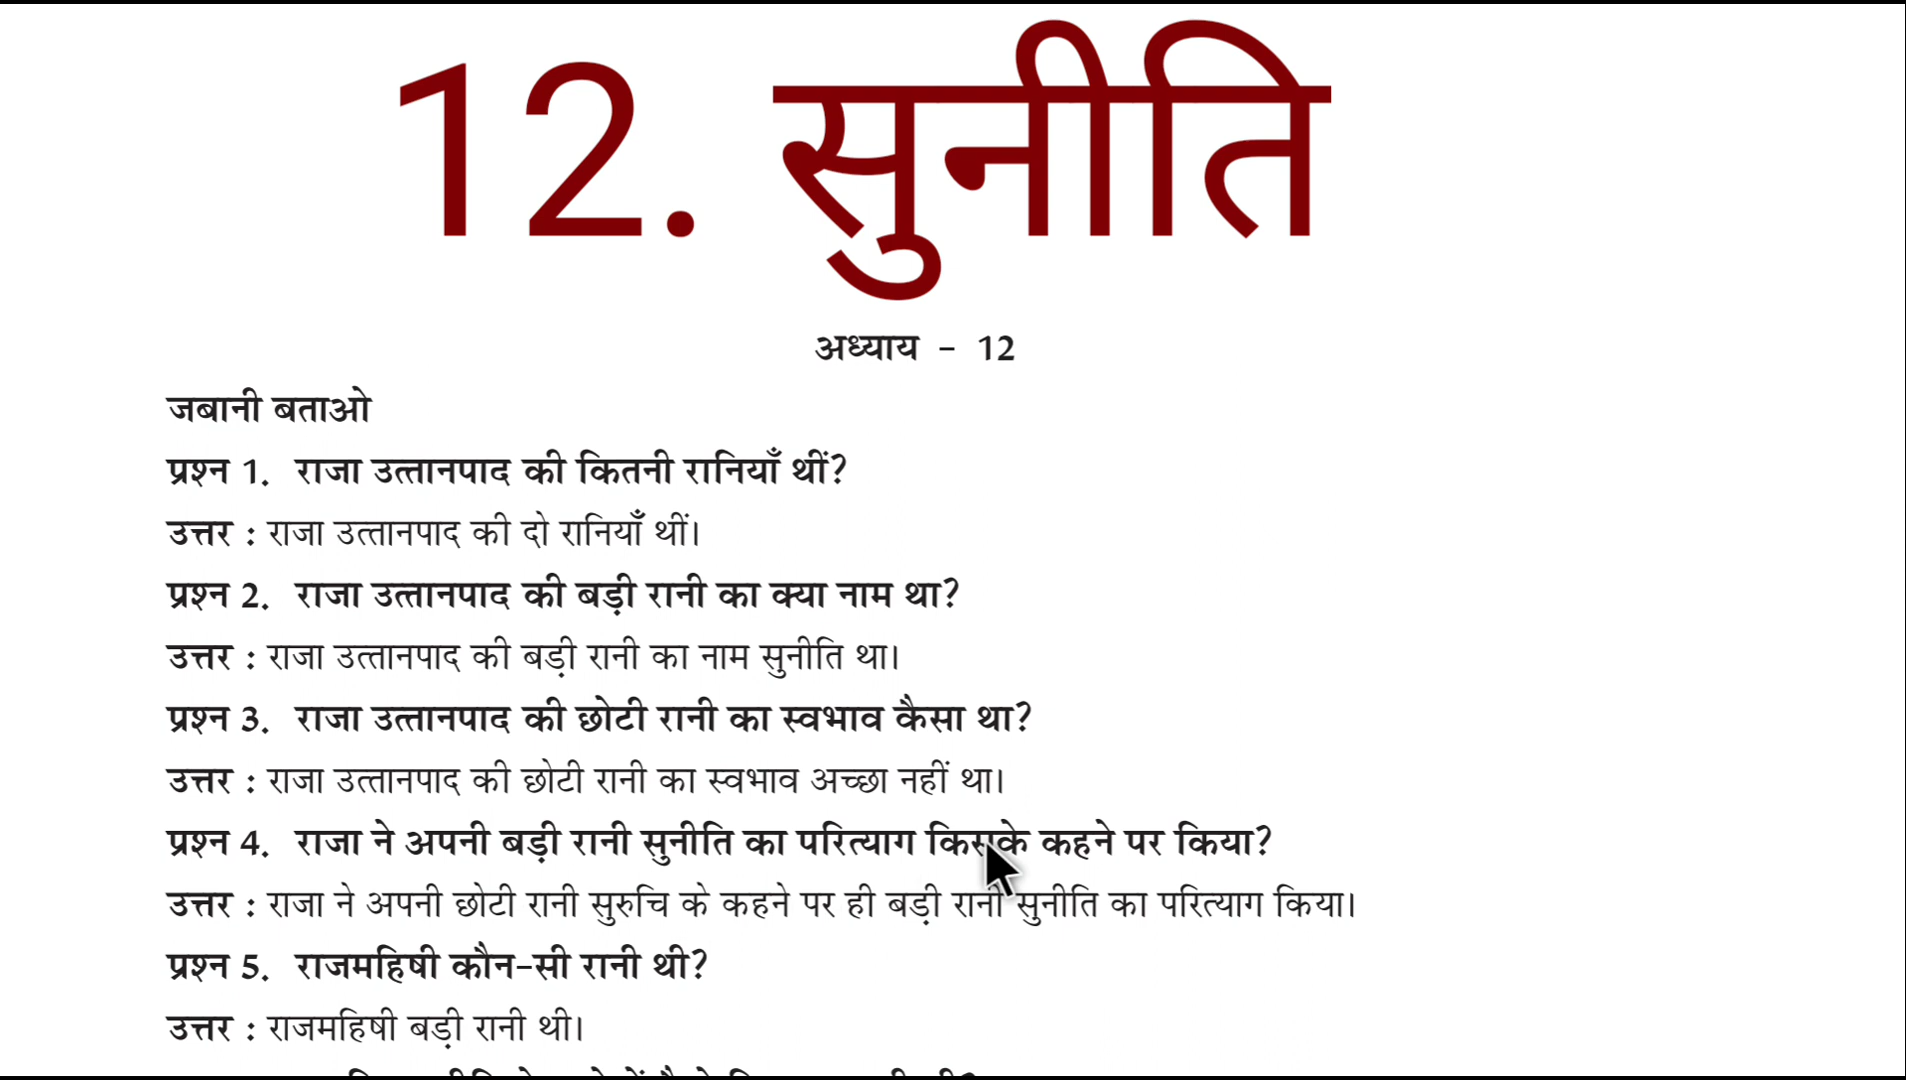 12. सुनीति
अध्याय - 12
जबानी बताओ
प्रश्न 1. राजा उत्तानपाद की कितनी रानियाँ थीं?
उत्तर : राजा उत्तानपाद की दो रानियाँ थीं।
प्रश्न 2. राजा उत्तानपाद की बड़ी रानी का क्या नाम था?
उत्तर : राजा उत्तानपाद की बड़ी रानी का नाम सुनीति था।
प्रश्न 3. राजा उत्तानपाद की छोटी रानी का स्वभाव कैसा था?
उत्तर : राजा उत्तानपाद की छोटी रानी का स्वभाव अच्छा नहीं था।
प्रश्न 4. राजा ने अपनी बड़ी रानी सुनीति का परित्याग किसके कहने पर किया?
उत्तर : राजा ने अपनी छोटी रानी सुरुचि के कहने पर ही बड़ी रानी सुनीति का परित्याग किया।
प्रश्न 5. राजमहिषी कौन-सी रानी थी?
उत्तर : राजमहिषी बड़ी रानी थी।